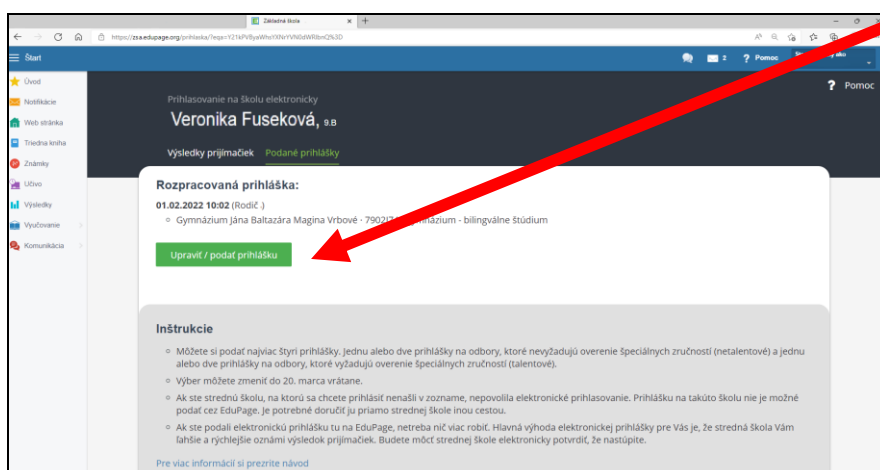 Základná škola
https://zsa.edupage.org/prihlaska/?eqa=
Štart
2 ? Pomoc
Úvod
Notifikácie
Web stránka
Triedna kniha
Známky
Učivo
Výsledky
Vyučovanie
Komunikácia
? Pomoc
Prihlasovanie na školu elektronicky
Veronika Fuseková, 9.B
Výsledky prijímačiek Podané prihlášky
Rozpracovaná prihláška:
01.02.2022 10:02 (Rodič .)
Gymnázium Jána Baltazára Magina Vrbové - 7902J gymnázium - bilingválne štúdium
Upraviť / podať prihlášku
Inštrukcie
Môžete si podať najviac štyri prihlášky. Jednu alebo dve prihlášky na odbory, ktoré nevyžadujú overenie špeciálnych zručností (netalentové) a jednu
alebo dve prihlášky na odbory, ktoré vyžadujú overenie špeciálnych zručností (talentové).
Výber môžete zmeniť do 20. marca vrátane.
Ak ste strednú školu, na ktorú sa chcete prihlásiť nenašli v zozname, nepovolila elektronické prihlasovanie. Prihlášku na takúto školu nie je možné
podať cez EduPage. Je potrebné doručiť ju priamo strednej škole inou cestou.
Ak ste podali elektronickú prihlášku tu na EduPage, netreba nič viac robiť. Hlavná výhoda elektronickej prihlášky pre Vás je, že stredná škola Vám
ľahšie a rýchlejšie oznámi výsledok prijímačiek. Budete môcť strednej škole elektronicky potvrdiť, že nastúpite.
Pre viac informácií si prezrite návod